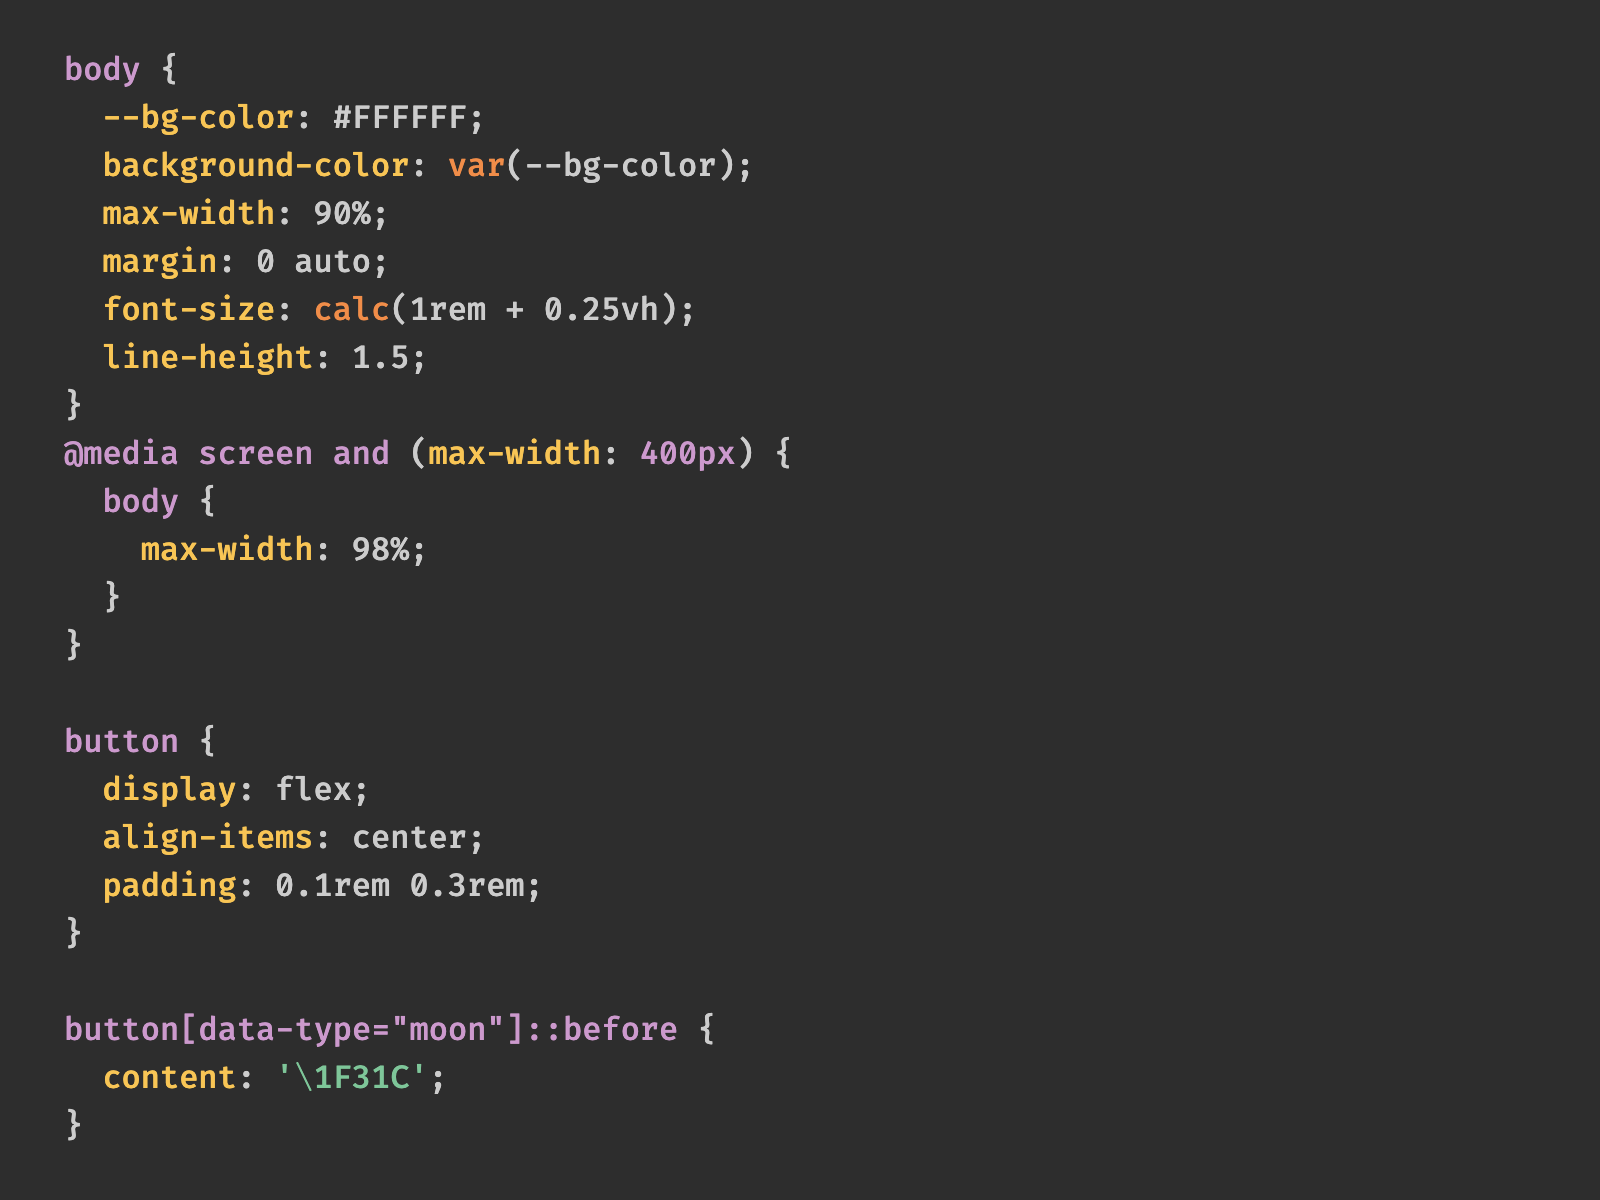 body {
  --bg-color: #FFFFFF;
  background-color: var(--bg-color);
  max-width: 90%;
  margin: 0 auto;
  font-size: calc(1rem + 0.25vh);
  line-height: 1.5;
}
@media screen and (max-width: 400px) {
  body {
    max-width: 98%;
  }
}

button {
  display: flex;
  align-items: center;
  padding: 0.1rem 0.3rem;
}

button[data-type="moon"]::before {
  content: '\1F31C';
}